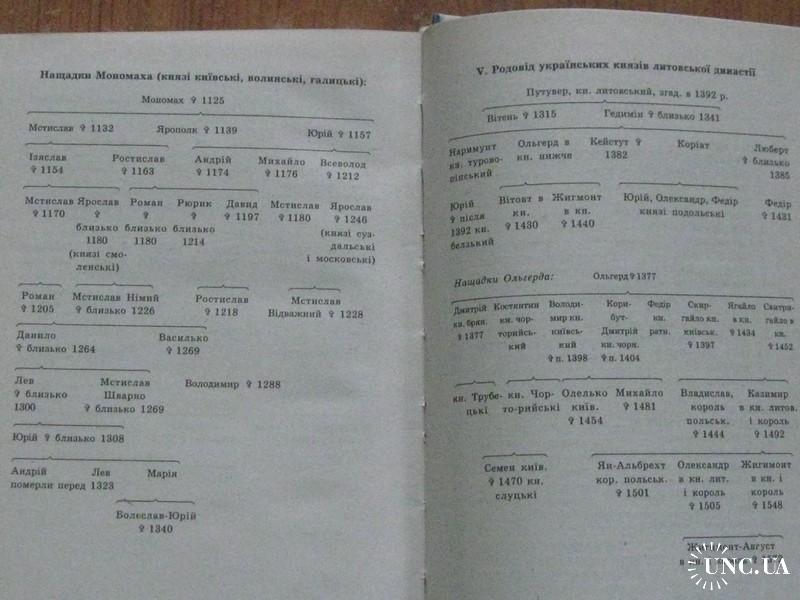 Нащадки Мономаха (князі київські, волинські, галицькі):
Мономах ✞ 1125
Мстислав ✞ 1132 Ярополк ✞ 1139 Юрій ✞ 1157
Ізяслав Ростислав Андрій Михайло Всеволод
✞ 1154 ✞ 1163 ✞ 1174 ✞ 1176 ✞ 1212
Мстислав Ярослав Роман Рюрик Давид Мстислав Ярослав
✞ 1170 ✞ ✞ ✞ ✞ 1197 ✞ 1180 ✞ 1246
близько близько близько (князі суз-
1180 1180 1214 дальські
(князі смо- і московські)
ленські)
Роман Мстислав Німий Ростислав Мстислав
✞ 1205 ✞ близько 1226 ✞ 1218 Відважний ✞ 1228
Данило Василько
✞ близько 1264 ✞ 1269
Лев Мстислав Володимир ✞ 1288
✞ близько Шварно
1300 ✞ близько 1269
Юрій ✞ близько 1308
Андрій Лев Марія
померли перед 1323
Болеслав-Юрій
✞ 1340
V. Родовід українських князів литовської династії
Путувер, кн. литовський, згад. в 1392 р.
Вітень ✞ 1315 Гедимін ✞ близько 1341
Наримунт Ольгерд в Кейстут ✞ Коріат Люберт
кн. турово- кн. нижче 1382 ✞ близько
пінський 1385
Юрій Вітовт в Жигмонт Юрій, Олександр, Федір Федір
✞ після кн. в кн. князі подольські ✞ 1431
1392 кн. ✞ 1430 ✞ 1440
белзький
Нащадки Ольгерда: Ольгерд ✞ 1377
Дмитрій Костянтин Володи- Кори- Федір Скир- Ягайло Свитри-
кн. брян. кн. чор- мир кн. бут- кн. гайло кн. в кн. гайло в
✞ 1377 торийсь- київсь- Дмитрій ратн. київськ. ✞ 1434 кн.
кий кий кн. чорн. ✞ 1397 ✞ 1452
✞ п. 1398 ✞ п. 1404
кн. Трубе- кн. Чор- Олелько Михайло Владислав, Казимир
цькі то-рийські київ. ✞ 1481 король в кн. литов.
✞ 1454 польськ. і король
✞ 1444 ✞ 1492
Семен київ. Ян-Альбрехт Олександр Жигимонт
✞ 1470 кн. кор. польськ. в кн. лит. в кн. і
слуцькі ✞ 1501 і король король
✞ 1505 ✞ 1548
-Август
в кн.
UNC.UA